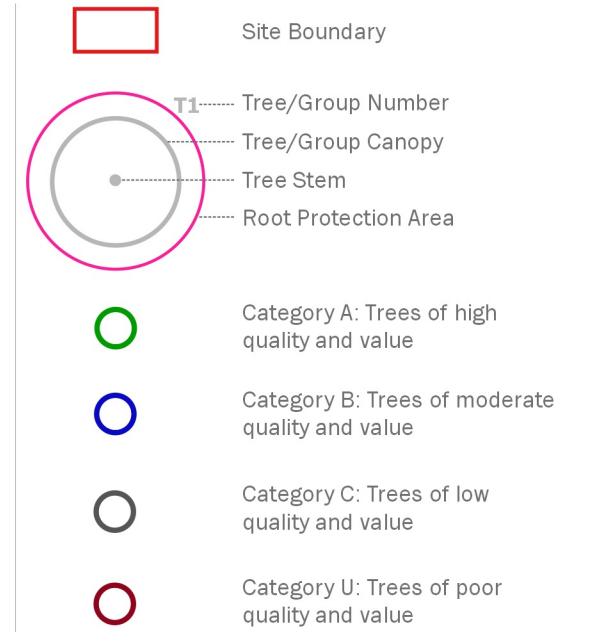 Site Boundary
T1
Tree/Group Number
Tree/Group Canopy
Tree Stem
Root Protection Area
Category A: Trees of high
quality and value
Category B: Trees of moderate
quality and value
Category C: Trees of low
quality and value
Category U: Trees of poor
quality and value